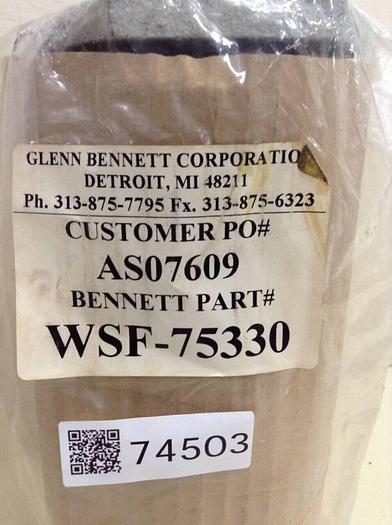 GLENN BENNETT CORPORATIO
DETROIT, MI 48211
Ph. 313-875-7795 Fx. 313-875-6323
CUSTOMER PO#
AS07609
BENNETT PART#
WSF-75330
74503